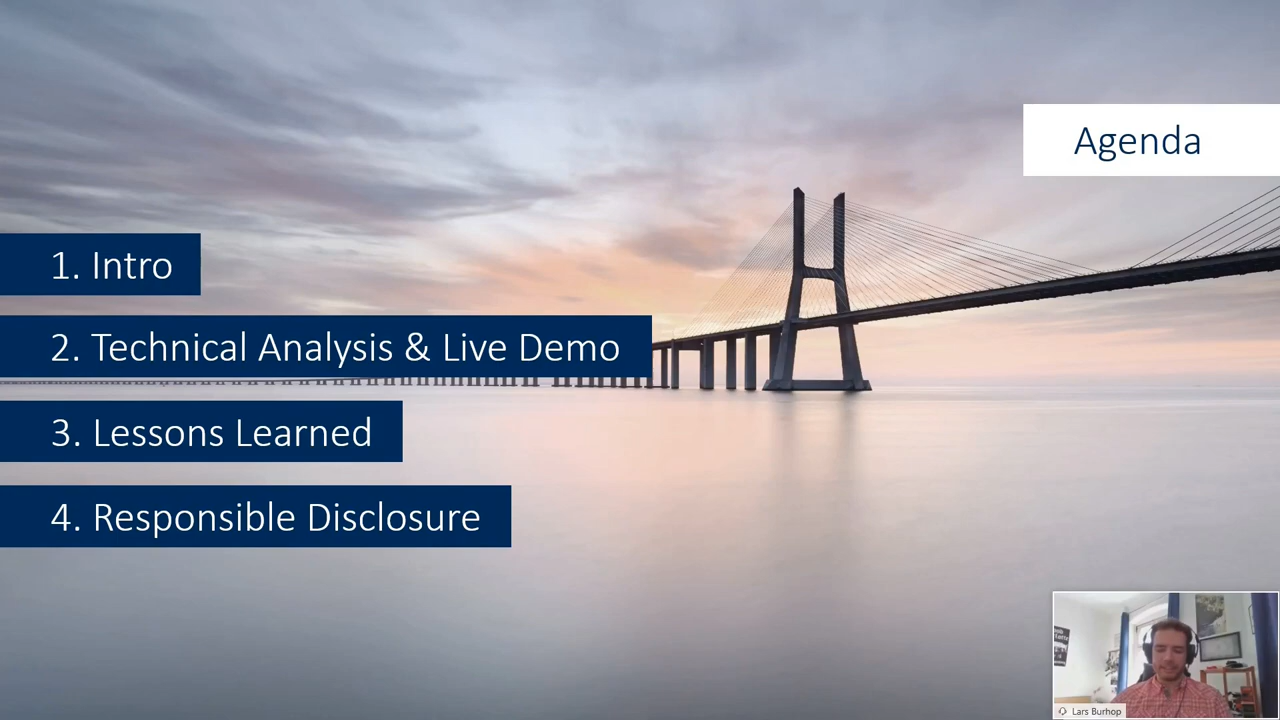 Agenda
1. Intro
2. Technical Analysis & Live Demo
3. Lessons Learned
4. Responsible Disclosure
Lars Burhop